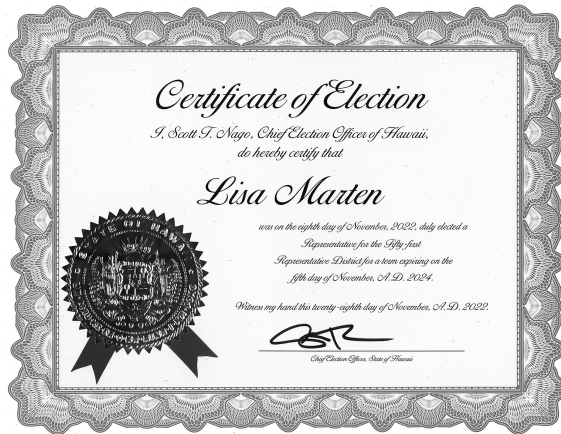 Certificate of Election
I, Scott T. Nago, Chief Election Officer of Hawaii,
do hereby certify that
Lisa Marten
was on the eighth day of November, 2022, duly elected a
Representative for the Fifty-first
Representative District for a term expiring on the
fifth day of November, A.D. 2024.
Witness my hand this twenty-eighth day of November, A.D. 2022.
Chief Election Officer, State of Hawaii
STATE OF HAWAII